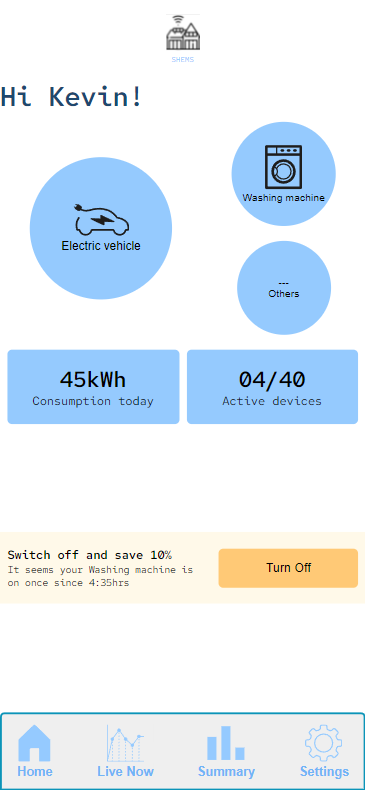 SHEMS
Hi Kevin!
Electric vehicle
Washing machine
---
Others
45kWh
Consumption today
04/40
Active devices
Switch off and save 10%
It seems your Washing machine is
on once since 4:35hrs
Turn Off
Home
Live Now
Summary
Settings